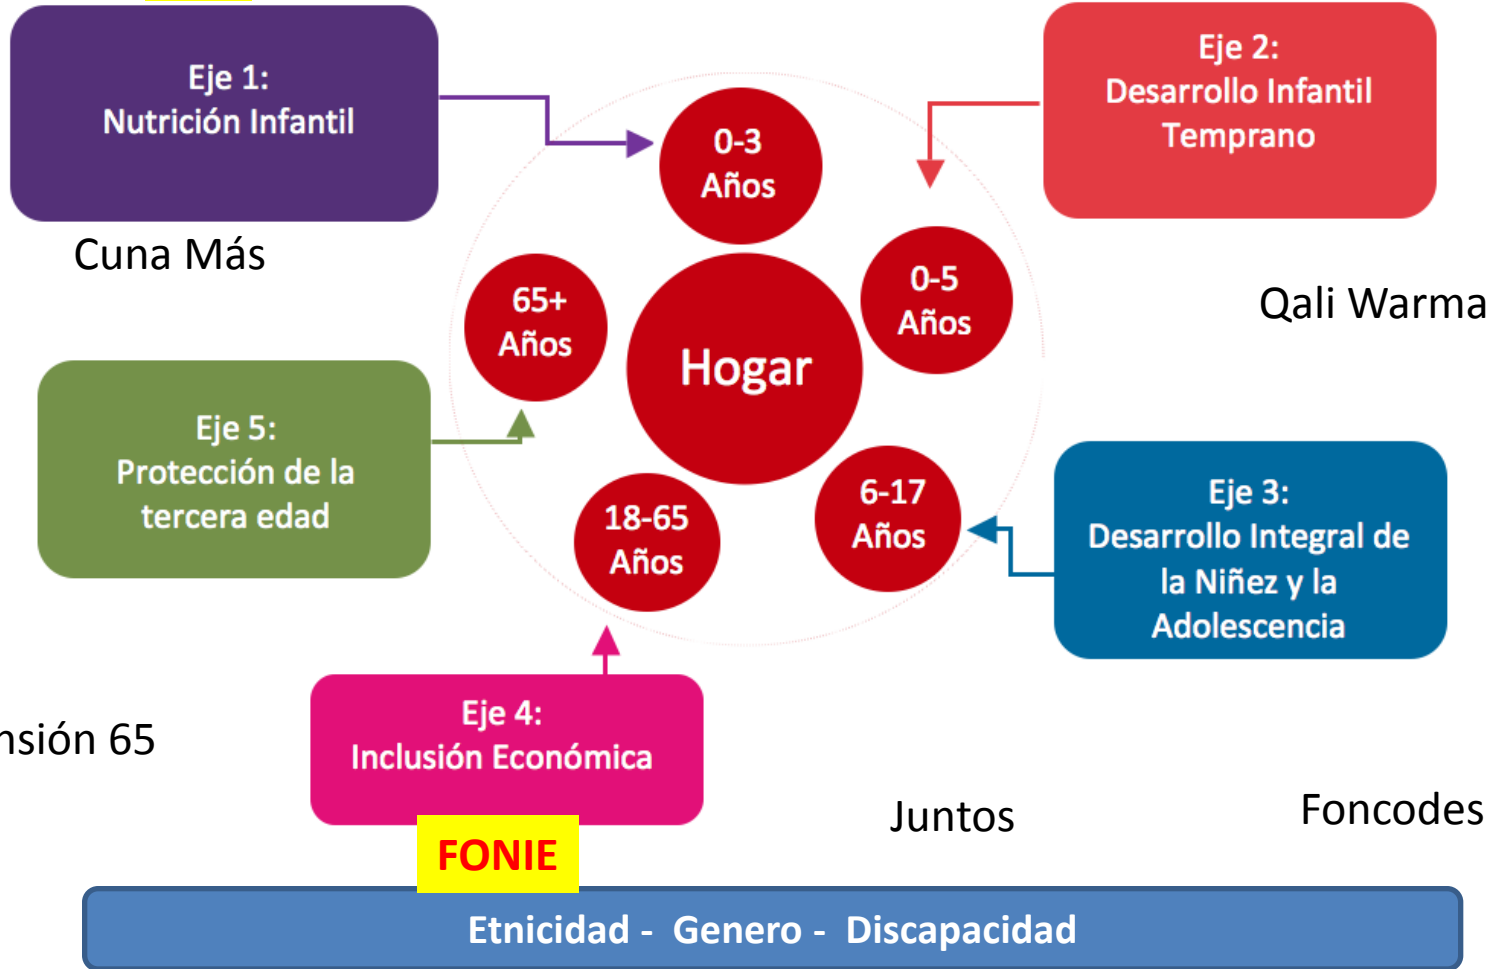 Eje 1:
Nutrición Infantil
Eje 2:
Desarrollo Infantil
Temprano
0-3
Años
Cuna Más
65+
Años
0-5
Años
Qali Warma
Hogar
Eje 5:
Protección de la
tercera edad
18-65
Años
6-17
Años
Eje 3:
Desarrollo Integral de
la Niñez y la
Adolescencia
nsión 65
Eje 4:
Inclusión Económica
Juntos
Foncodes
FONIE
Etnicidad - Genero - Discapacidad